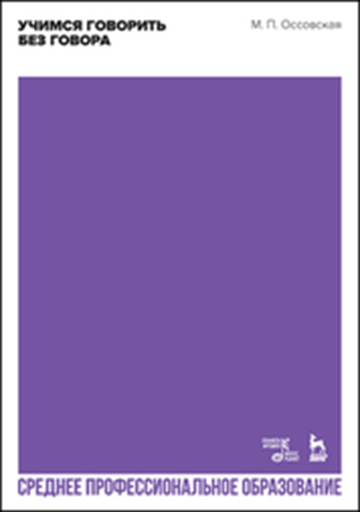 УЧИМСЯ ГОВОРИТЬ
БЕЗ ГОВОРА
М. П. Оссовская
СРЕДНЕЕ ПРОФЕССИОНАЛЬНОЕ ОБРАЗОВАНИЕ